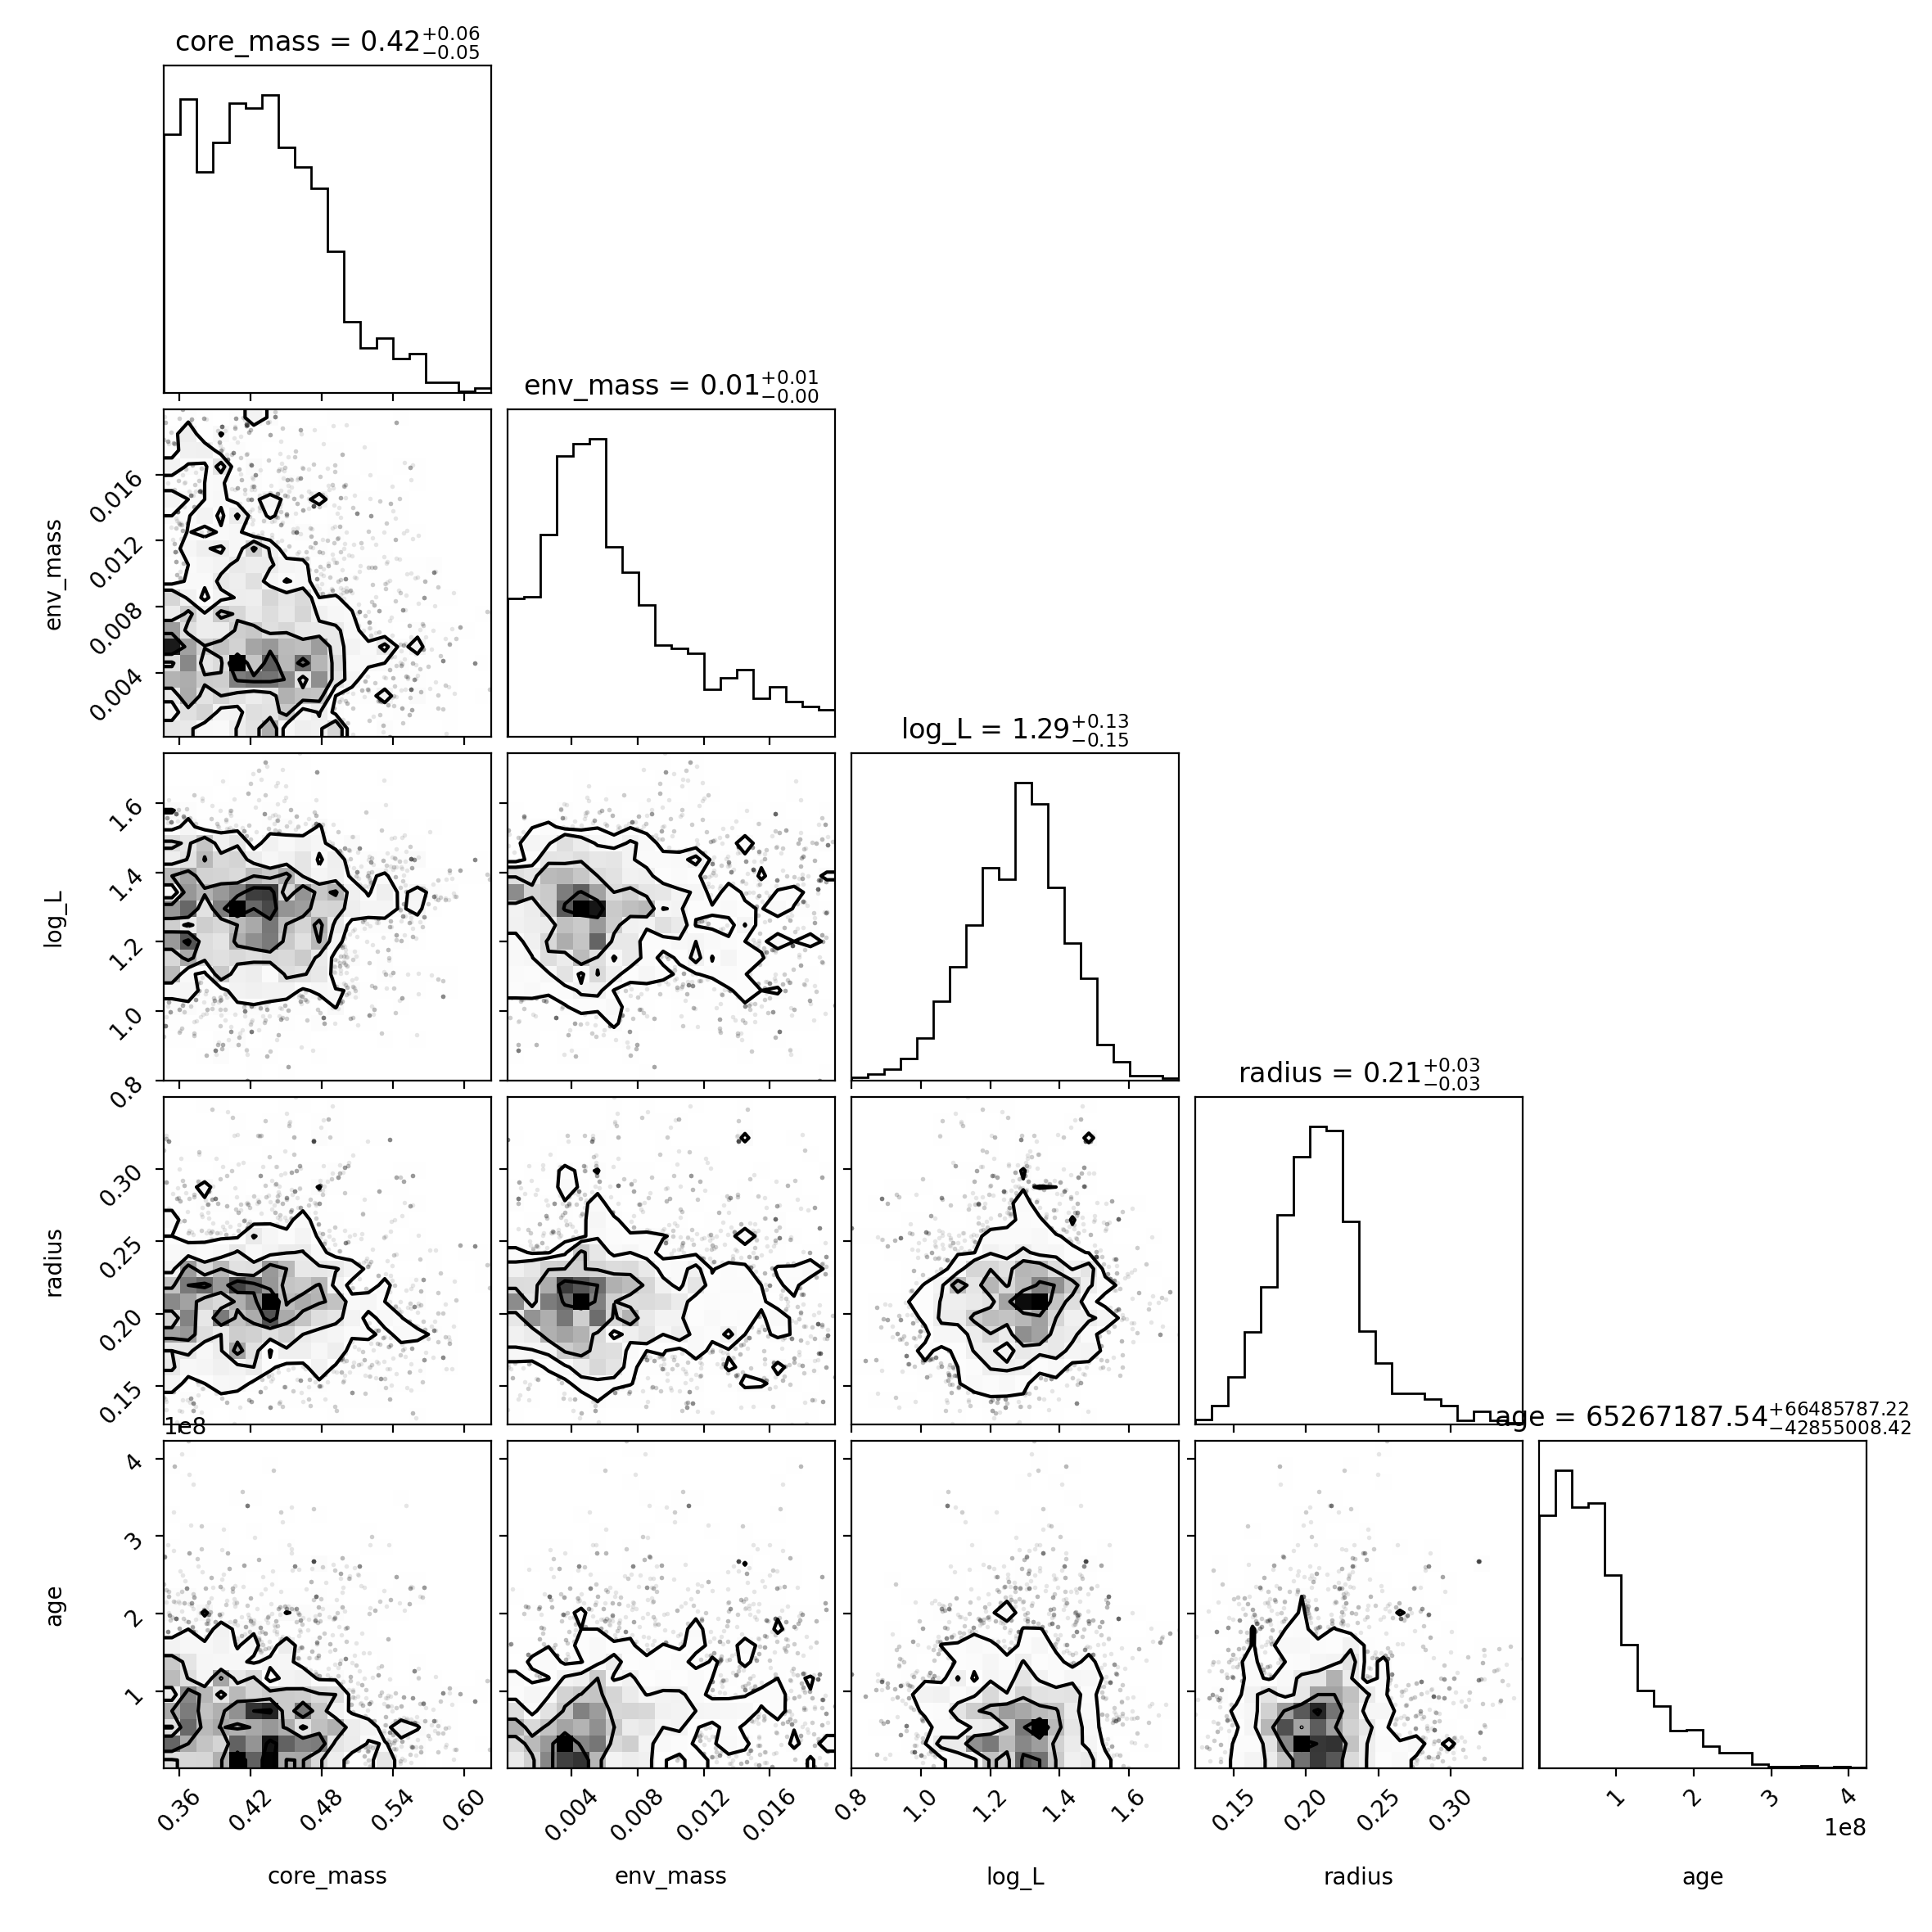 core_mass = 0.42+0.06−0.05
env_mass = 0.01+0.01−0.00
0.016
0.012
0.008
0.004
env_mass
log_L = 1.29+0.13−0.15
1.6
1.4
1.2
1.0
0.8
log_L
radius = 0.21+0.03−0.03
0.30
0.25
0.20
0.15
radius
1e8
age = 65267187.54+66485787.22−42855008.42
4
3
2
1
age
0.36 0.42 0.48 0.54 0.60
0.004 0.008 0.012 0.016
0.8 1.0 1.2 1.4 1.6
0.15 0.20 0.25 0.30
1 2 3 4
1e8
core_mass env_mass log_L radius age